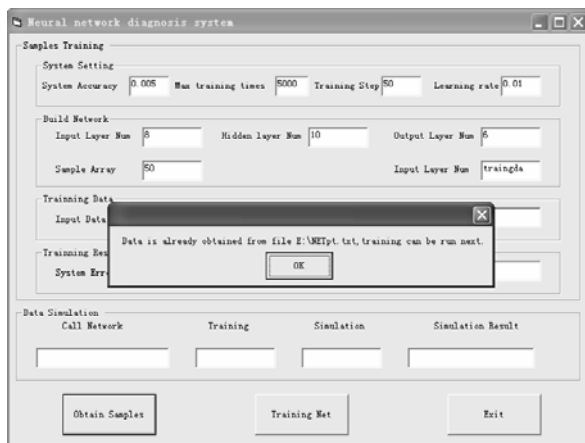 Neural network diagnosis system
Samples Training
System Setting
System Accuracy 0.005 Max training times 5000 Training Step 50 Learning rate 0.01
Build Network
Input Layer Num 8 Hidden layer Num 10 Output Layer Num 6
Sample Array 50 Input Layer Num traingda
Trainning Data
Input Data
Data is already obtained from file E:\NETpt.txt,training can be run next.
OK
Trainning Res
System Erro
Data Simulation
Call Network Training Simulation Simulation Result
Obtain Samples Training Net Exit